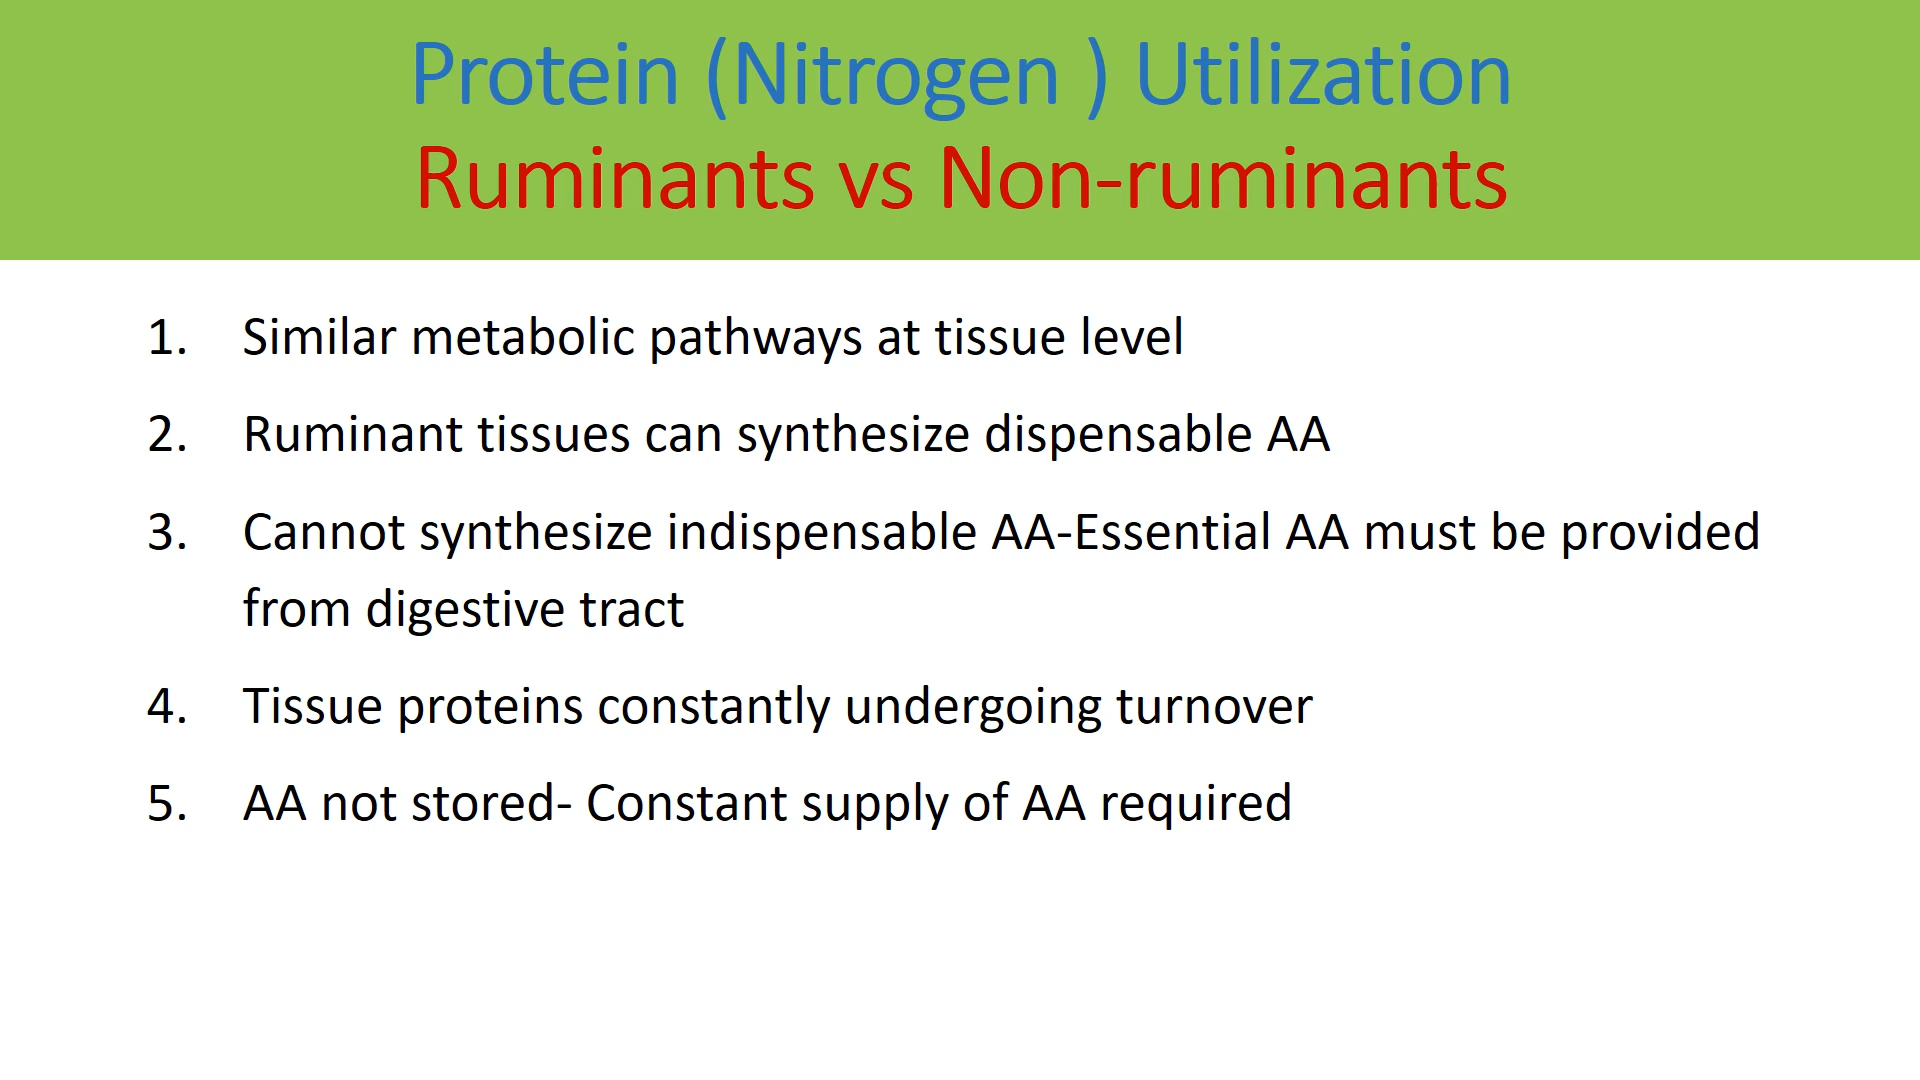 Protein (Nitrogen ) Utilization
Ruminants vs Non-ruminants
1. Similar metabolic pathways at tissue level
2. Ruminant tissues can synthesize dispensable AA
3. Cannot synthesize indispensable AA-Essential AA must be provided
from digestive tract
4. Tissue proteins constantly undergoing turnover
5. AA not stored- Constant supply of AA required